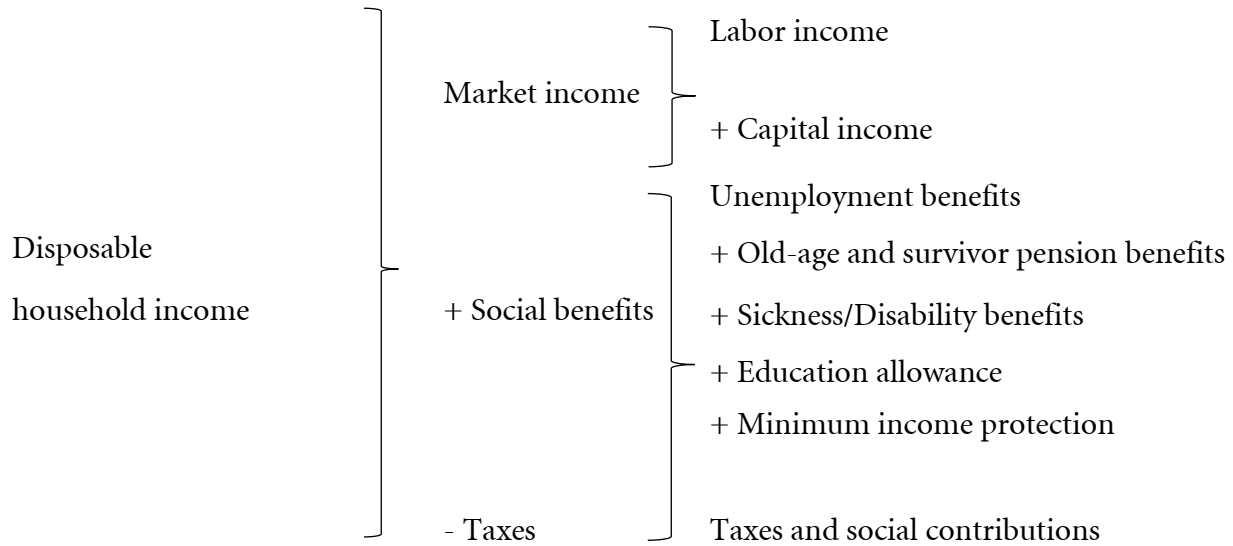 Labor income
Market income
+ Capital income
Unemployment benefits
Disposable
+ Old-age and survivor pension benefits
household income
+ Social benefits
+ Sickness/Disability benefits
+ Education allowance
+ Minimum income protection
- Taxes
Taxes and social contributions